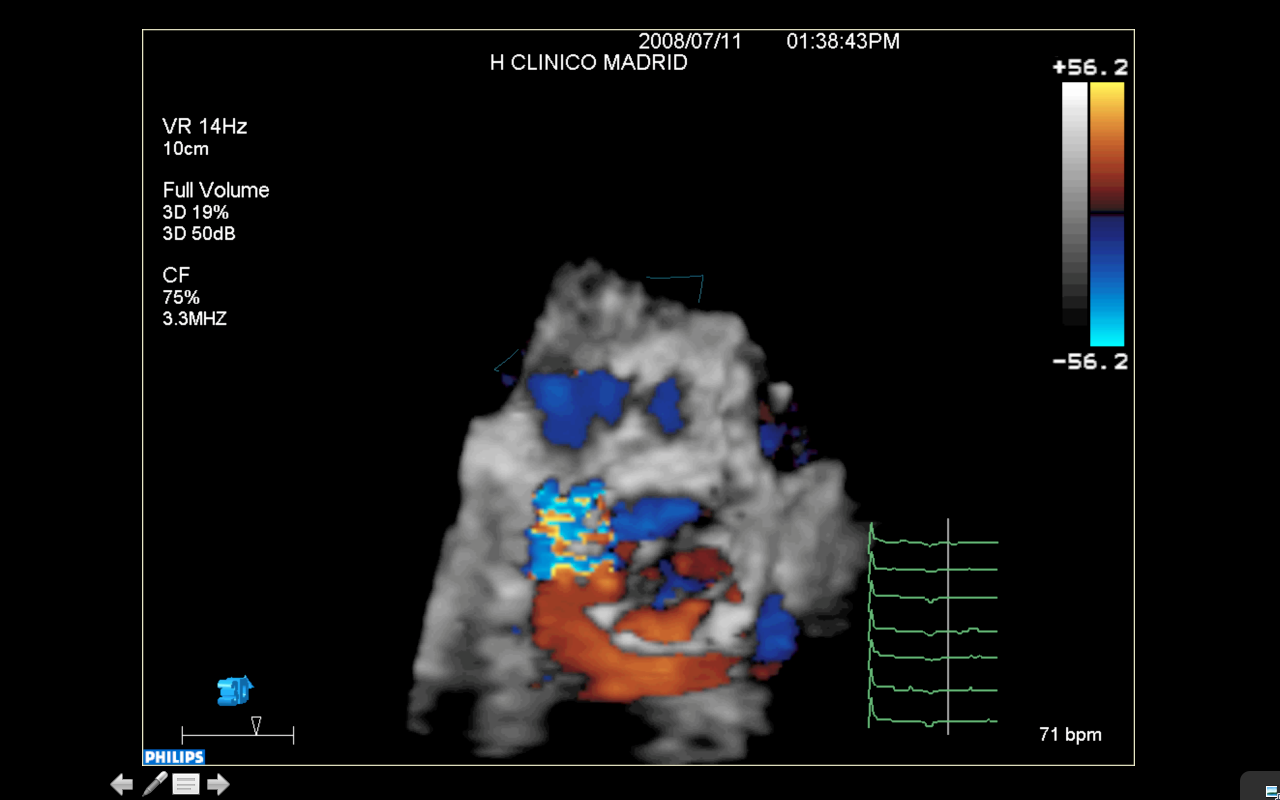 2008/07/11 01:38:43PM
H CLINICO MADRID
+56.2
VR 14Hz
10cm
Full Volume
3D 19%
3D 50dB
CF
75%
3.3MHZ
-56.2
71 bpm
PHILIPS